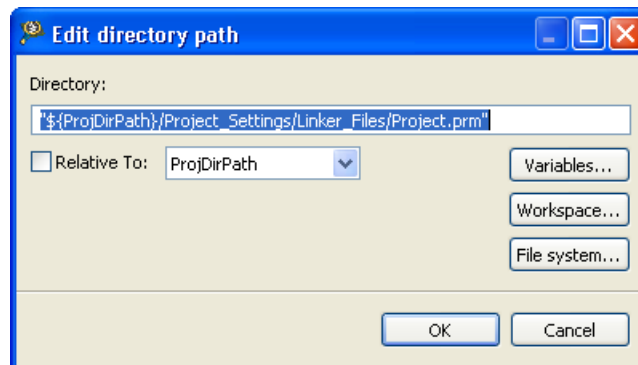 Edit directory path
Directory:
"${ProjDirPath}/Project_Settings/Linker_Files/Project.prm"
Relative To: ProjDirPath Variables...
Workspace...
File system...
OK Cancel